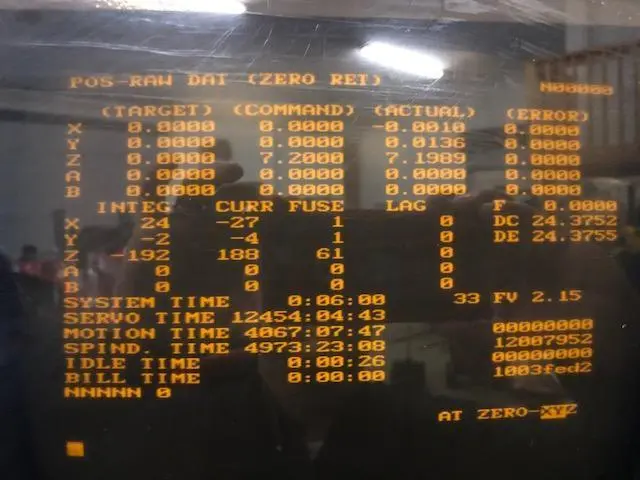 POS-RAW DAT (ZERO RET) N00000
(TARGET) (COMMAND) (ACTUAL) (ERROR)
X 0.0000 0.0000 -0.0010 0.0000
Y 0.0000 0.0000 0.0136 0.0000
Z 0.0000 7.2000 7.1989 0.0000
A 0.0000 0.0000 0.0000 0.0000
B 0.0000 0.0000 0.0000 0.0000
INTEG CURR FUSE LAG F 0.0000
X 24 -27 1 0 DC 24.3752
Y -2 -4 1 0 DE 24.3755
Z -192 188 61 0
A 0 0 0 0
B 0 0 0 0
SYSTEM TIME 0:06:00 33 FV 2.15
SERVO TIME 12454:04:43
MOTION TIME 4067:07:47 00000000
SPIND. TIME 4973:23:08 12007952
IDLE TIME 0:00:26 00000000
BILL TIME 0:00:00 1003fed2
NNNNN 0
AT ZERO-XYZ